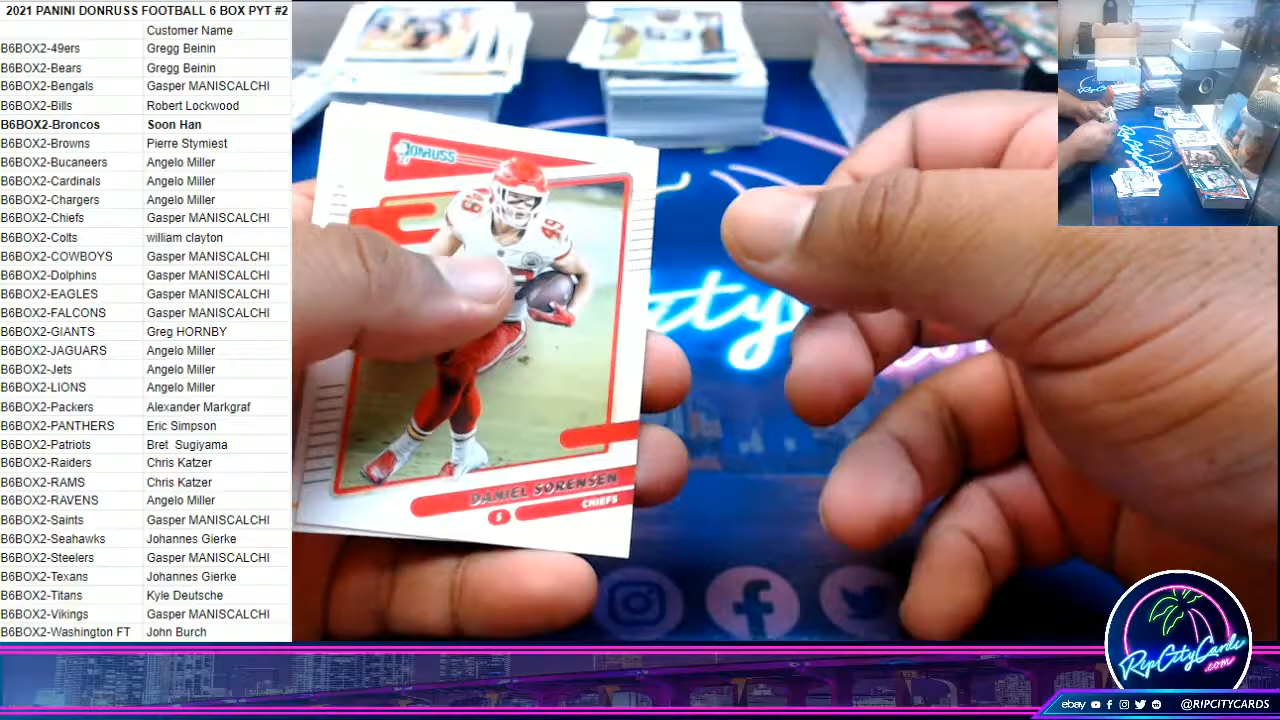 2021 PANINI DONRUSS FOOTBALL 6 BOX PYT #2
Customer Name
B6BOX2-49ers Gregg Beinin
B6BOX2-Bears Gregg Beinin
B6BOX2-Bengals Gasper MANISCALCHI
B6BOX2-Bills Robert Lockwood
B6BOX2-Broncos Soon Han
B6BOX2-Browns Pierre Stymiest
B6BOX2-Bucaneers Angelo Miller
B6BOX2-Cardinals Angelo Miller
B6BOX2-Chargers Angelo Miller
B6BOX2-Chiefs Gasper MANISCALCHI
B6BOX2-Colts william clayton
B6BOX2-COWBOYS Gasper MANISCALCHI
B6BOX2-Dolphins Gasper MANISCALCHI
B6BOX2-EAGLES Gasper MANISCALCHI
B6BOX2-FALCONS Gasper MANISCALCHI
B6BOX2-GIANTS Greg HORNBY
B6BOX2-JAGUARS Angelo Miller
B6BOX2-Jets Angelo Miller
B6BOX2-LIONS Angelo Miller
B6BOX2-Packers Alexander Markgraf
B6BOX2-PANTHERS Eric Simpson
B6BOX2-Patriots Bret Sugiyama
B6BOX2-Raiders Chris Katzer
B6BOX2-RAMS Chris Katzer
B6BOX2-RAVENS Angelo Miller
B6BOX2-Saints Gasper MANISCALCHI
B6BOX2-Seahawks Johannes Gierke
B6BOX2-Steelers Gasper MANISCALCHI
B6BOX2-Texans Johannes Gierke
B6BOX2-Titans Kyle Deutsche
B6BOX2-Vikings Gasper MANISCALCHI
B6BOX2-Washington FT John Burch
DONRUSS
49
DANIEL SORENSEN
S CHIEFS
RipCityCards
.com
ebay @RIPCITYCARDS